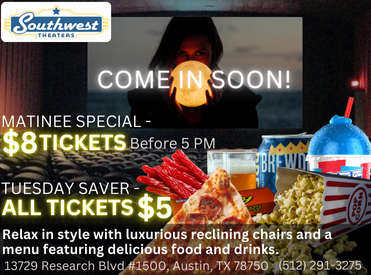 Southwest
THEATERS
COME IN SOON!
MATINEE SPECIAL -
$8 TICKETS Before 5 PM
TUESDAY SAVER -
ALL TICKETS $5
Relax in style with luxurious reclining chairs and a
menu featuring delicious food and drinks.
13729 Research Blvd #1500, Austin, TX 78750 (512) 291-3275